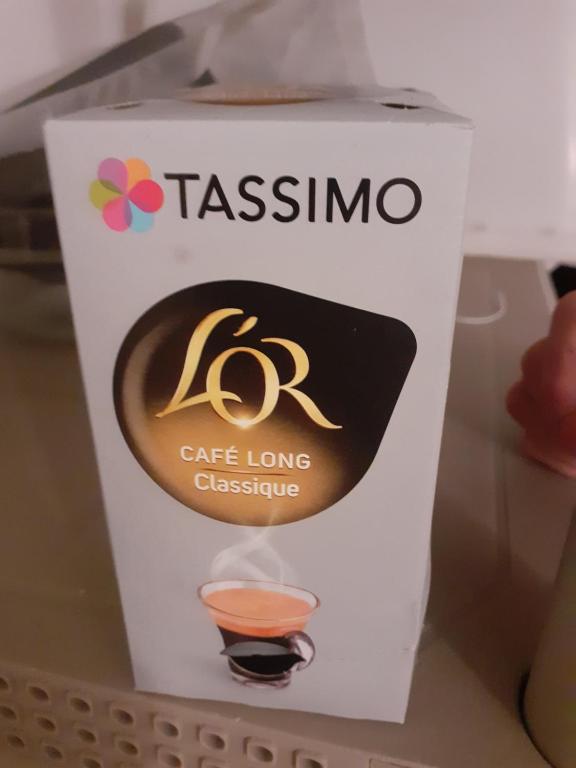 TASSIMO
L'OR
CAFÉ LONG
Classique